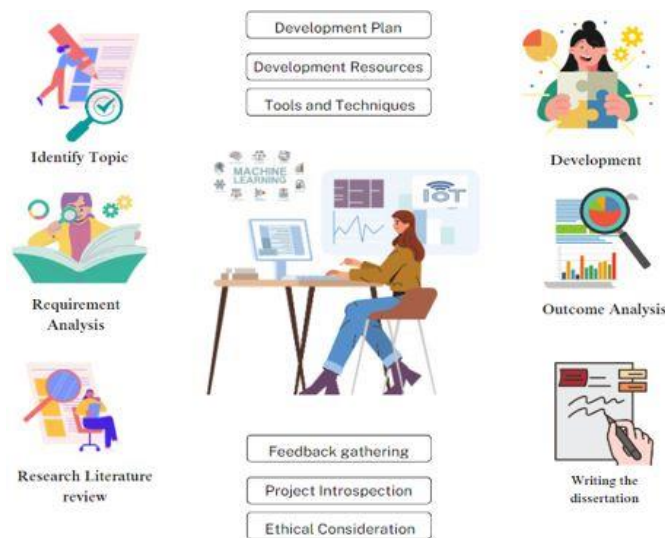 Development Plan
Development Resources
Tools and Techniques
Identify Topic
Development
MACHINE
LEARNING
IoT
Requirement
Analysis
Outcome Analysis
Research Literature
review
Feedback gathering
Project Introspection
Ethical Consideration
Writing the
dissertation